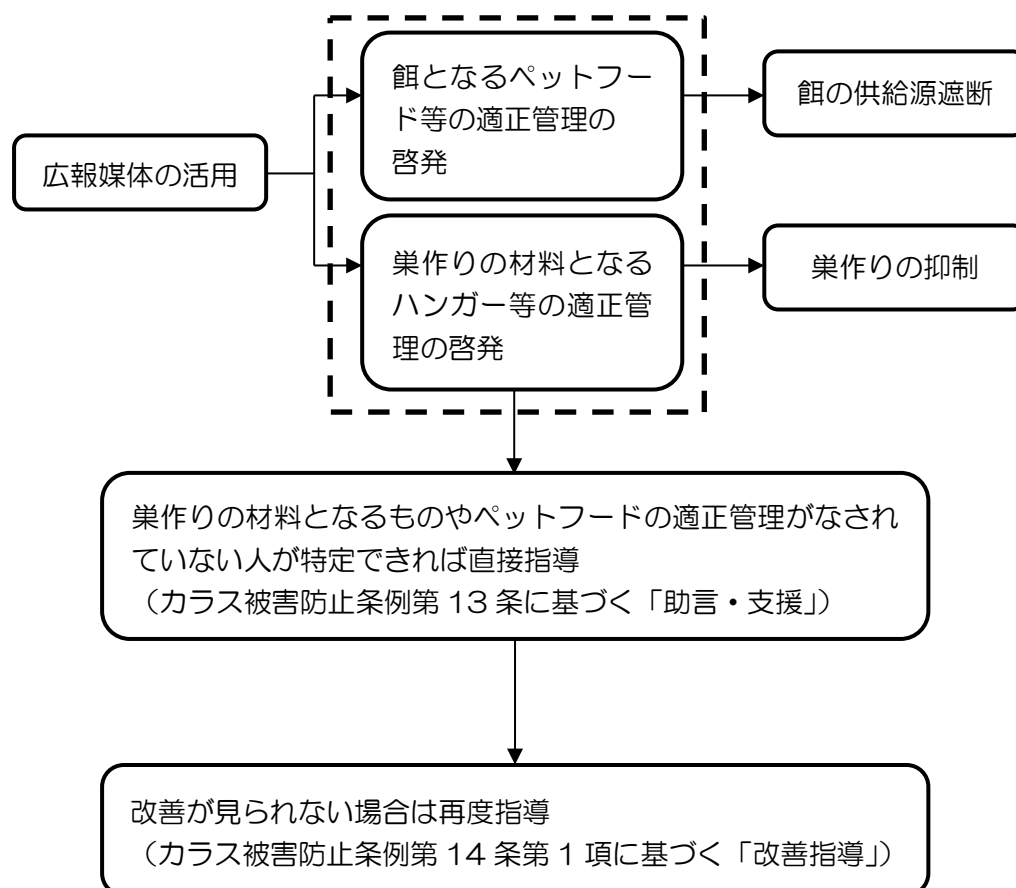 広報媒体の活用
餌となるペットフー
ド等の適正管理の
啓発
餌の供給源遮断
巣作りの材料となる
ハンガー等の適正管
理の啓発
巣作りの抑制
巣作りの材料となるものやペットフードの適正管理がなされ
ていない人が特定できれば直接指導
（カラス被害防止条例第 13 条に基づく「助言・支援」）
改善が見られない場合は再度指導
（カラス被害防止条例第 14 条第 1 項に基づく「改善指導」）